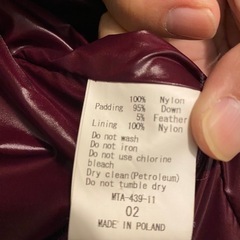 100% Nylon
Padding 95% Down
5% Feather
Lining 100% Nylon
Do not wash
Do not iron
Do not use chlorine
bleach
Dry clean(Petroleum)
Do not tumble dry
MTA-439-11
02
MADE IN POLAND